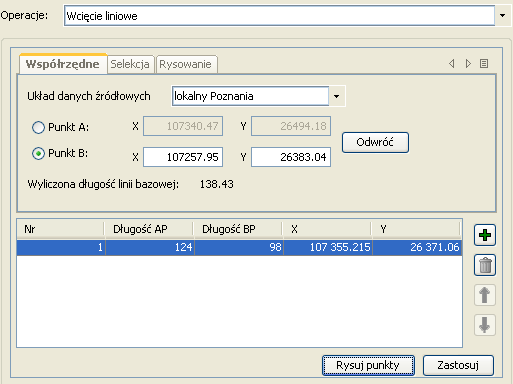 Operacje: Wcięcie liniowe
Współrzędne Selekcja Rysowanie
Układ danych źródłowych lokalny Poznania
Punkt A: X 107340.47 Y 26494.18
Punkt B: X 107257.95 Y 26383.04
Odwróć
Wyliczona długość linii bazowej: 138.43
Nr Długość AP Długość BP X Y
1 124 98 107 355.215 26 371.06
Rysuj punkty Zastosuj